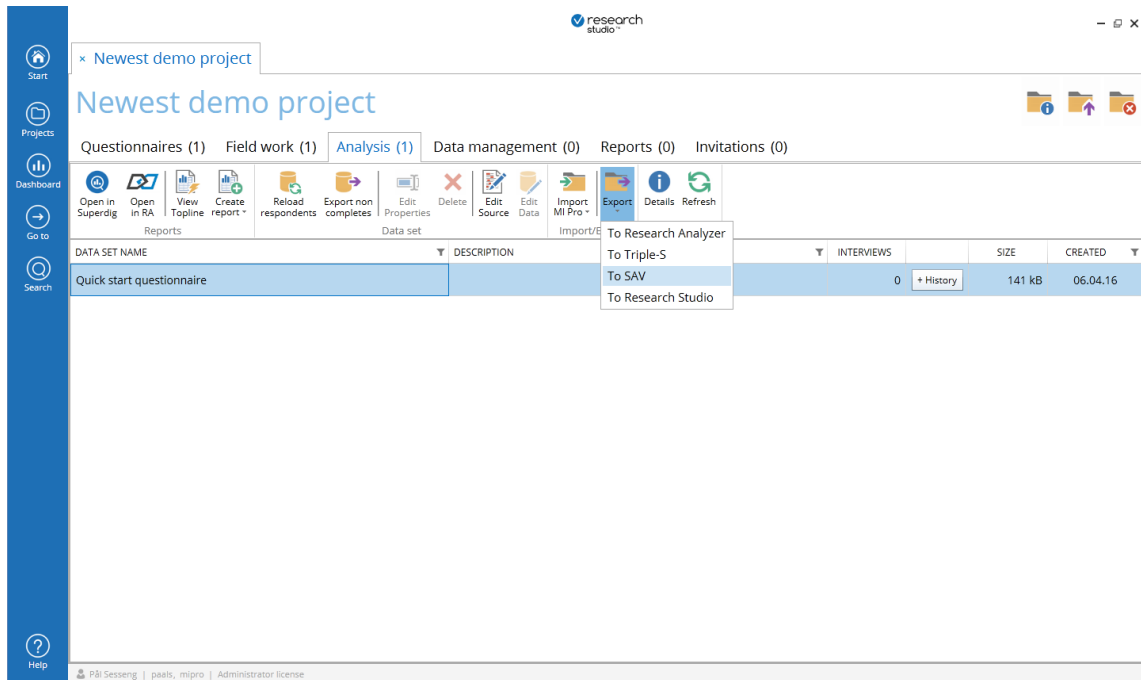 research
studio™
Start
Projects
Dashboard
Go to
Search
Help
× Newest demo project
Newest demo project
Questionnaires (1) Field work (1) Analysis (1) Data management (0) Reports (0) Invitations (0)
Open in Superdig
Open in RA
View Topline
Create report
Reports
Reload respondents
Export non completes
Edit Properties
Delete
Edit Source
Edit Data
Data set
Import MI Pro
Export
Import/E
Details
Refresh
To Research Analyzer
To Triple-S
To SAV
To Research Studio
DATA SET NAME DESCRIPTION INTERVIEWS SIZE CREATED
Quick start questionnaire 0 + History 141 kB 06.04.16
Pål Sesseng | paals, mipro | Administrator license